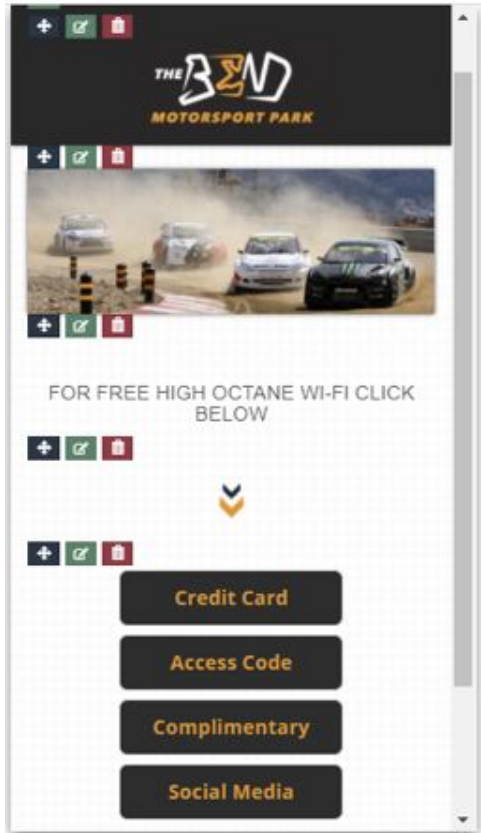 THE BEND
MOTORSPORT PARK
FOR FREE HIGH OCTANE WI-FI CLICK
BELOW
Credit Card
Access Code
Complimentary
Social Media